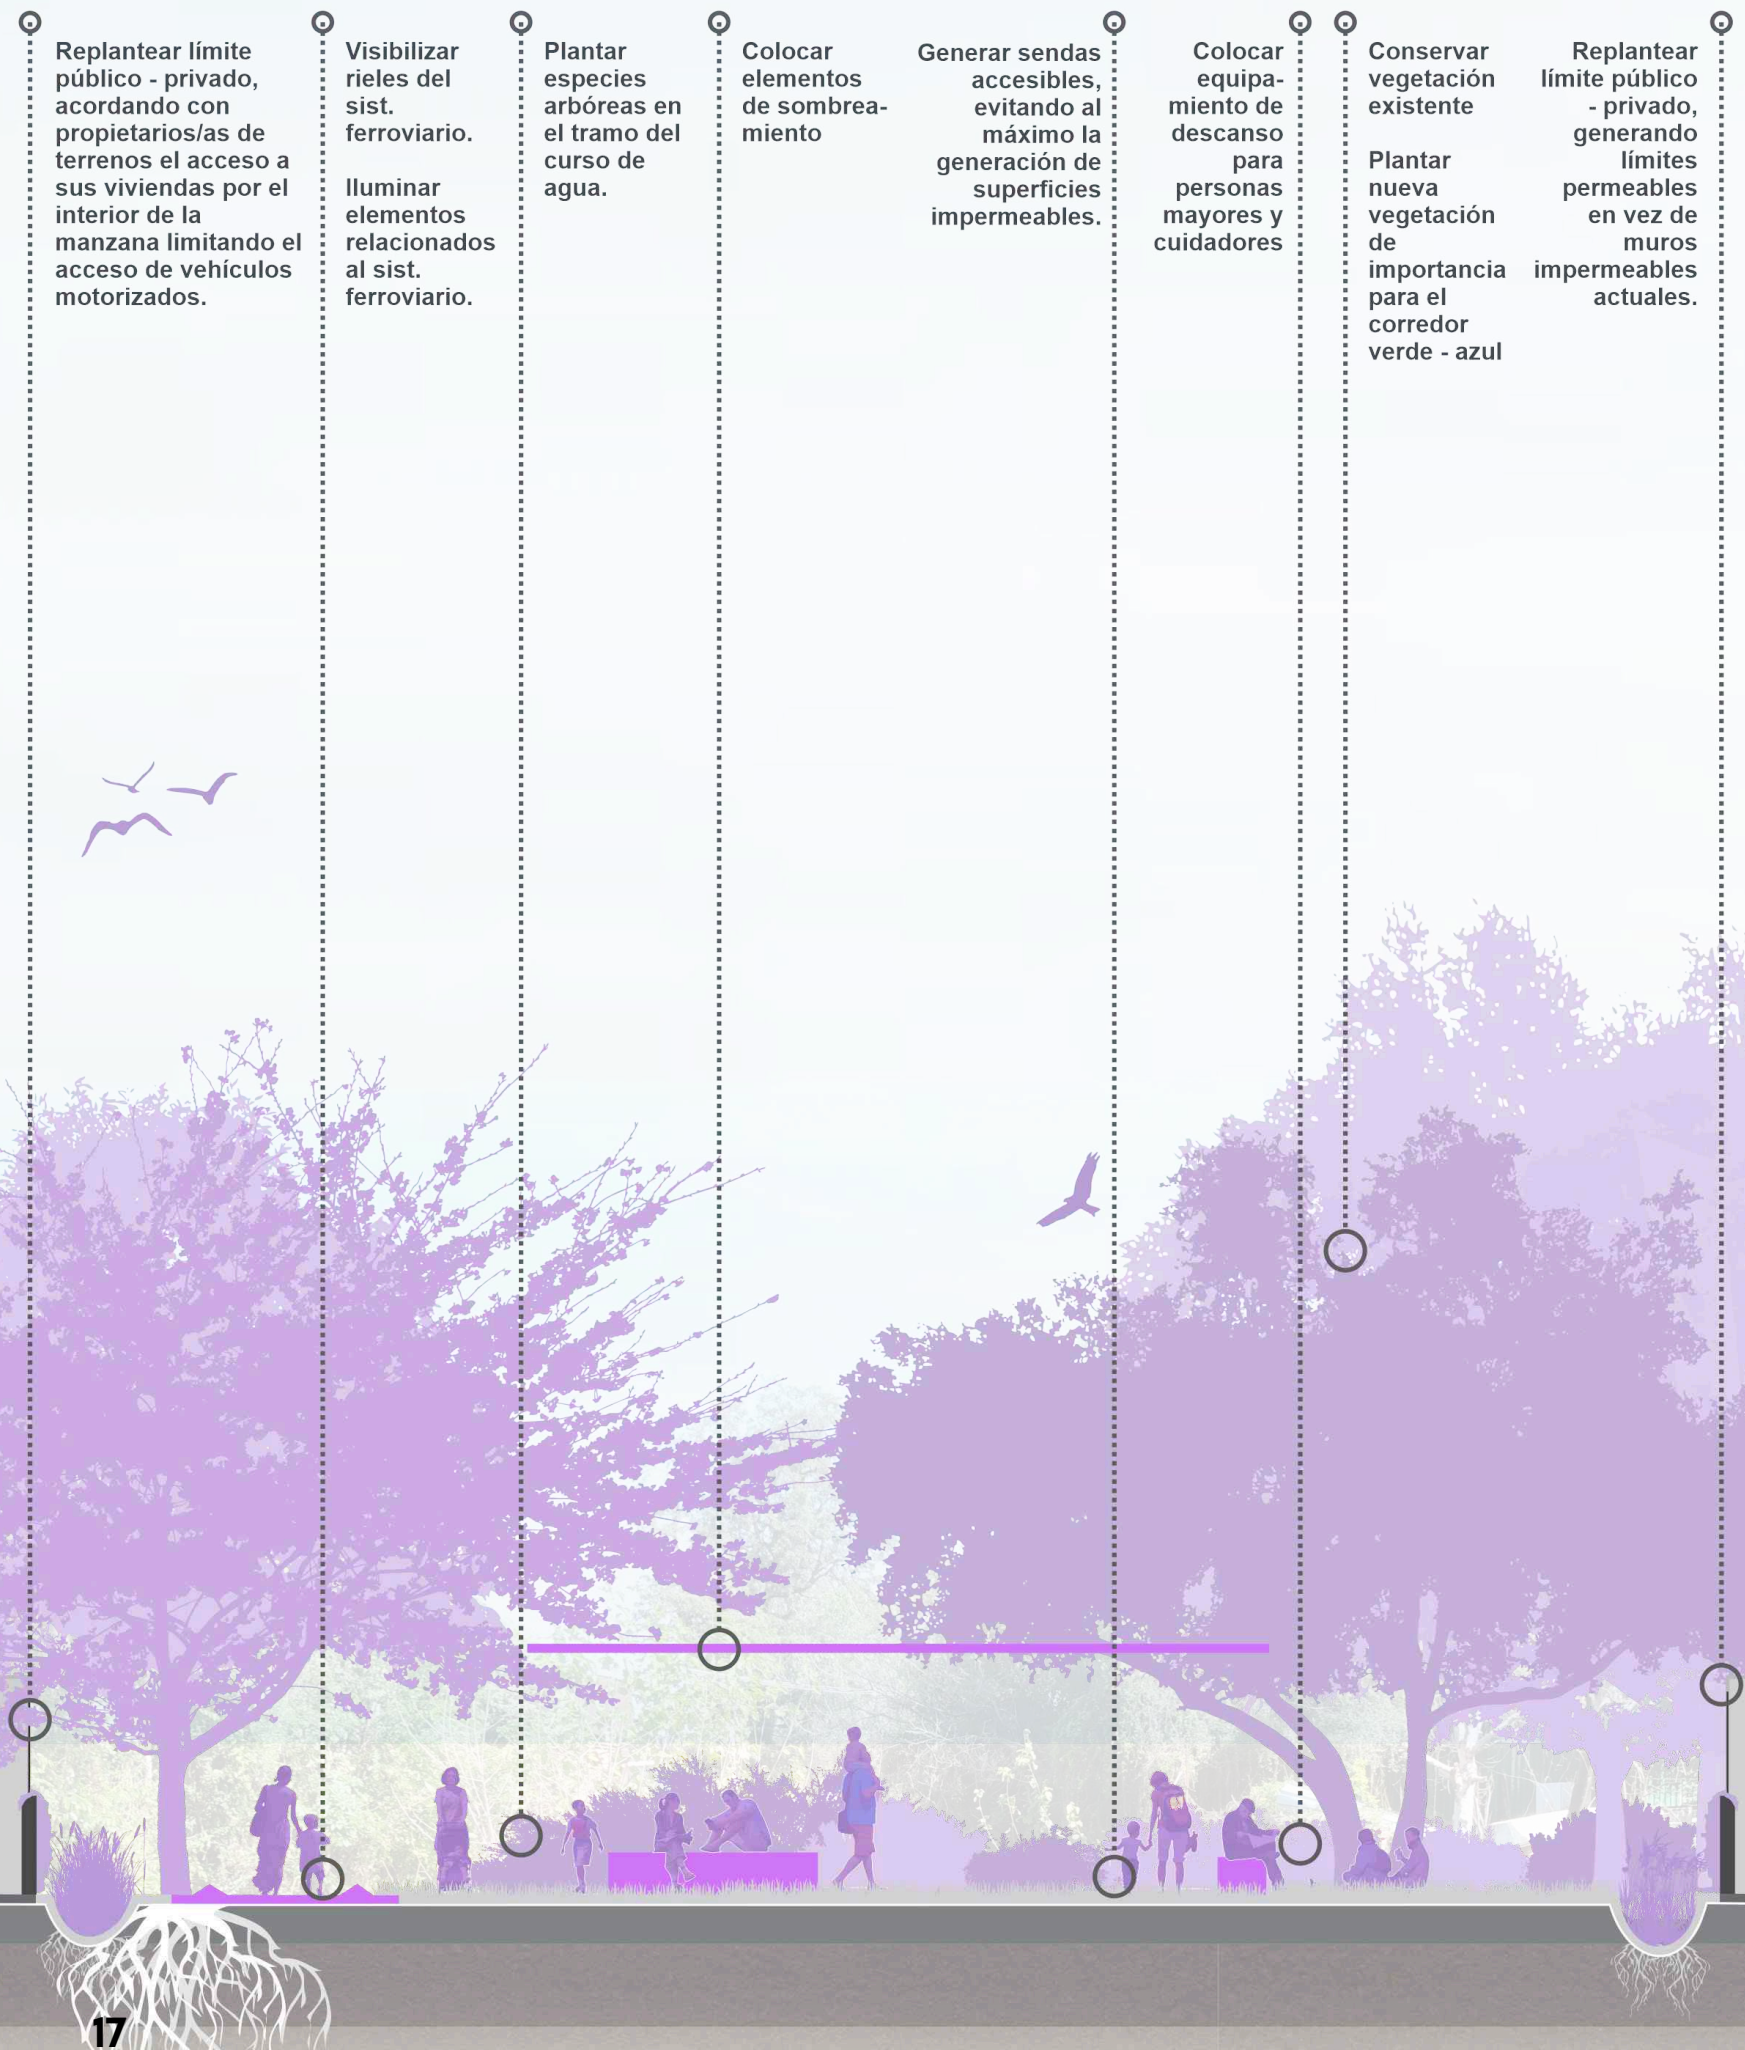 Replantear límite
público - privado,
acordando con
propietarios/as de
terrenos el acceso a
sus viviendas por el
interior de la
manzana limitando el
acceso de vehículos
motorizados.
Visibilizar
rieles del
sist.
ferroviario.
Iluminar
elementos
relacionados
al sist.
ferroviario.
Plantar
especies
arbóreas en
el tramo del
curso de
agua.
Colocar
elementos
de sombrea-
miento
Generar sendas
accesibles,
evitando al
máximo la
generación de
superficies
impermeables.
Colocar
equipa-
miento de
descanso
para
personas
mayores y
cuidadores
Conservar
vegetación
existente
Plantar
nueva
vegetación
de
importancia
para el
corredor
verde - azul
Replantear
límite público
- privado,
generando
límites
permeables
en vez de
muros
impermeables
actuales.
17